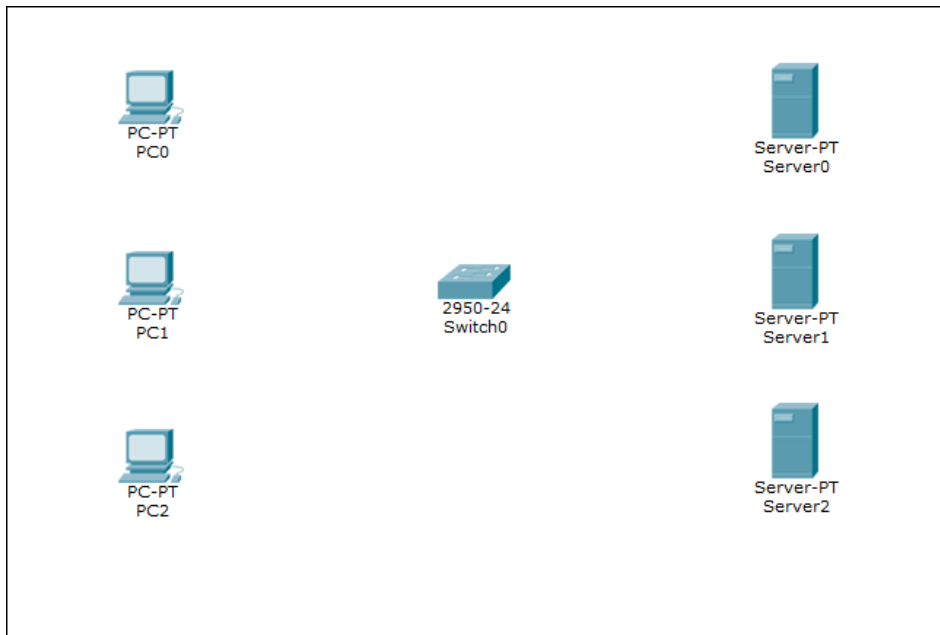 PC-PT
PC0
Server-PT
Server0
PC-PT
PC1
2950-24
Switch0
Server-PT
Server1
PC-PT
PC2
Server-PT
Server2